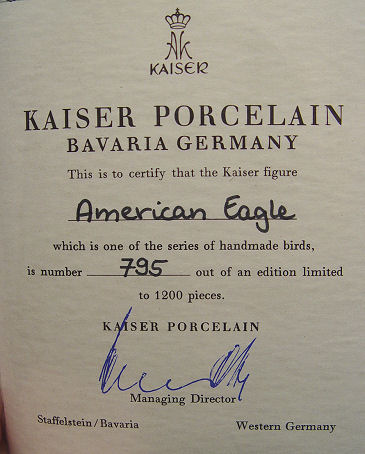 AK
KAISER
KAISER PORCELAIN
BAVARIA GERMANY
This is to certify that the Kaiser figure
American Eagle
which is one of the series of handmade birds,
is number 795 out of an edition limited
to 1200 pieces.
KAISER PORCELAIN
Managing Director
Staffelstein/Bavaria Western Germany